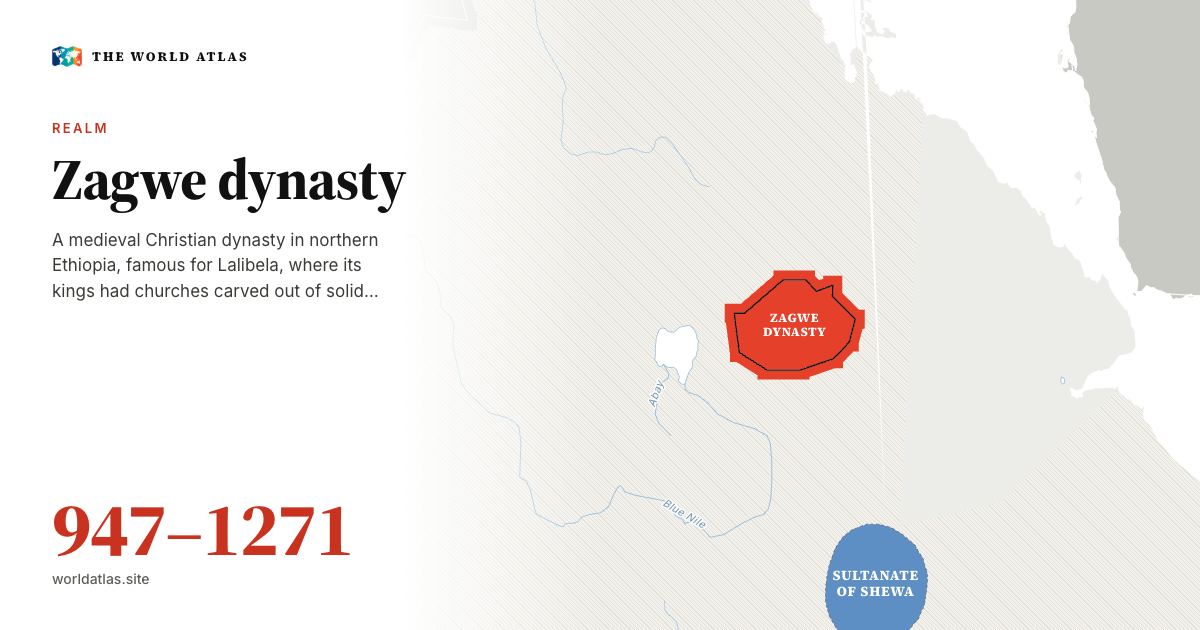 THE WORLD ATLAS
REALM
Zagwe dynasty
A medieval Christian dynasty in northern
Ethiopia, famous for Lalibela, where its
kings had churches carved out of solid...
947–1271
worldatlas.site
ZAGWE
DYNASTY
Abay
Blue Nile
SULTANATE
OF SHEWA